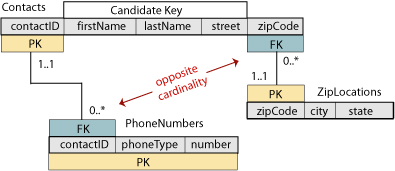 Contacts
Candidate Key
contactID firstName lastName street zipCode
PK FK
1..1 0..*
opposite
cardinality
1..1
0..*
PK ZipLocations
zipCode city state
FK PhoneNumbers
contactID phoneType number
PK